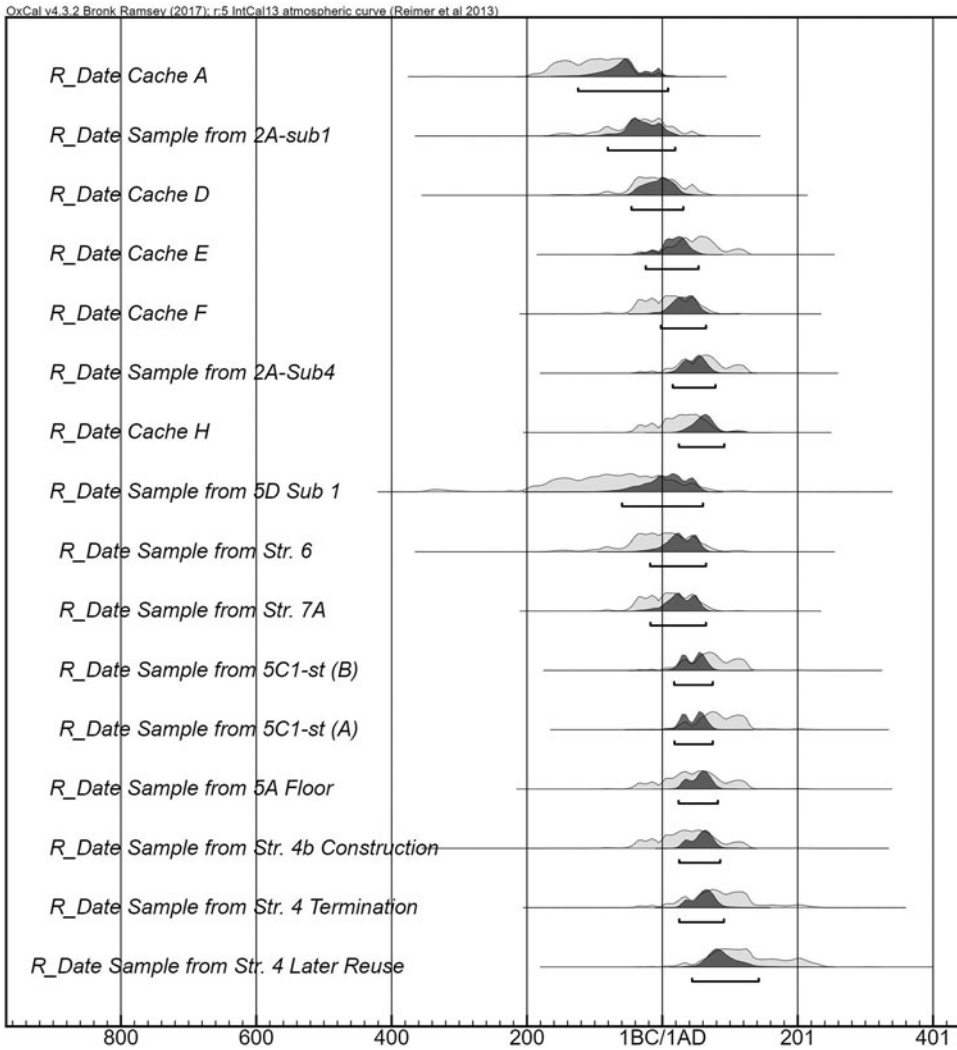 OxCal v4.3.2 Bronk Ramsey (2017); r:5 IntCal13 atmospheric curve (Reimer et al 2013)
R_Date Cache A
R_Date Sample from 2A-sub1
R_Date Cache D
R_Date Cache E
R_Date Cache F
R_Date Sample from 2A-Sub4
R_Date Cache H
R_Date Sample from 5D Sub 1
R_Date Sample from Str. 6
R_Date Sample from Str. 7A
R_Date Sample from 5C1-st (B)
R_Date Sample from 5C1-st (A)
R_Date Sample from 5A Floor
R_Date Sample from Str. 4b Construction
R_Date Sample from Str. 4 Termination
R_Date Sample from Str. 4 Later Reuse
800 600 400 200 1BC/1AD 201 401